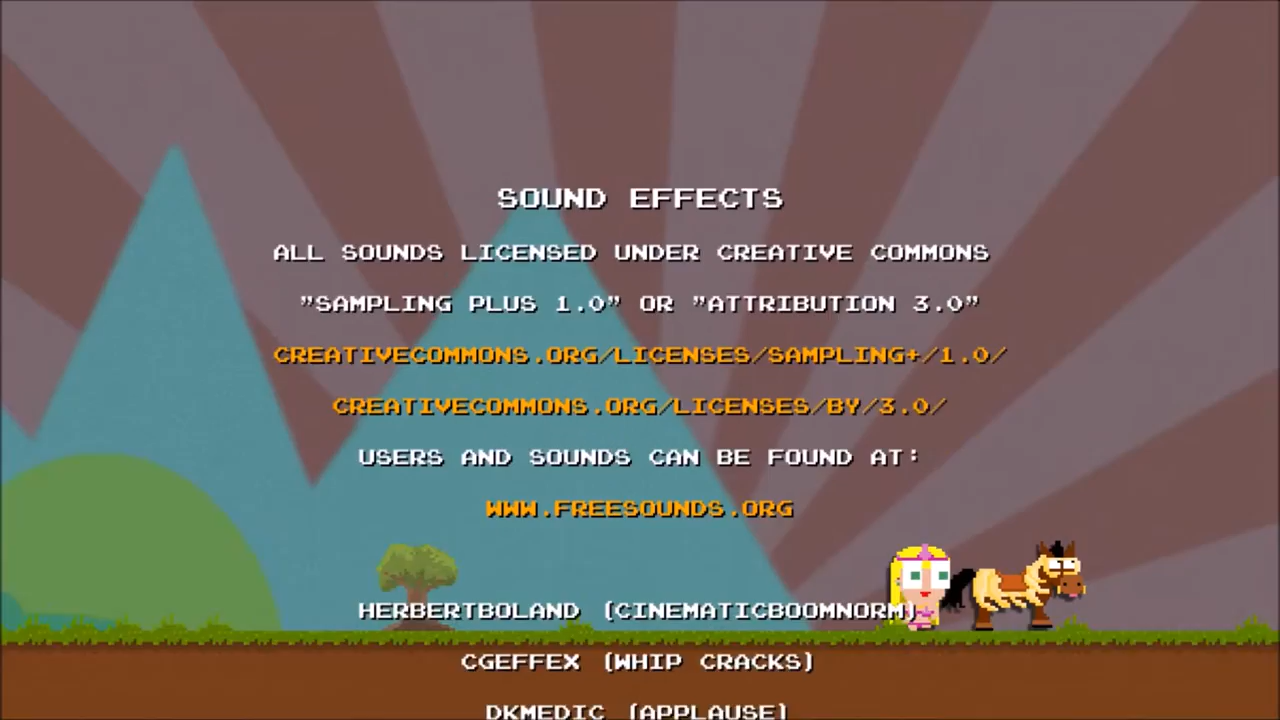 SOUND EFFECTS
ALL SOUNDS LICENSED UNDER CREATIVE COMMONS
"SAMPLING PLUS 1.0" OR "ATTRIBUTION 3.0"
CREATIVECOMMONS.ORG/LICENSES/SAMPLING+/1.0/
CREATIVECOMMONS.ORG/LICENSES/BY/3.0/
USERS AND SOUNDS CAN BE FOUND AT:
WWW.FREESOUNDS.ORG
HERBERTBOLAND (CINEMATICBOOMNORM)
CGEFFEX (WHIP CRACKS)
DKMEDIC (APPLAUSE)